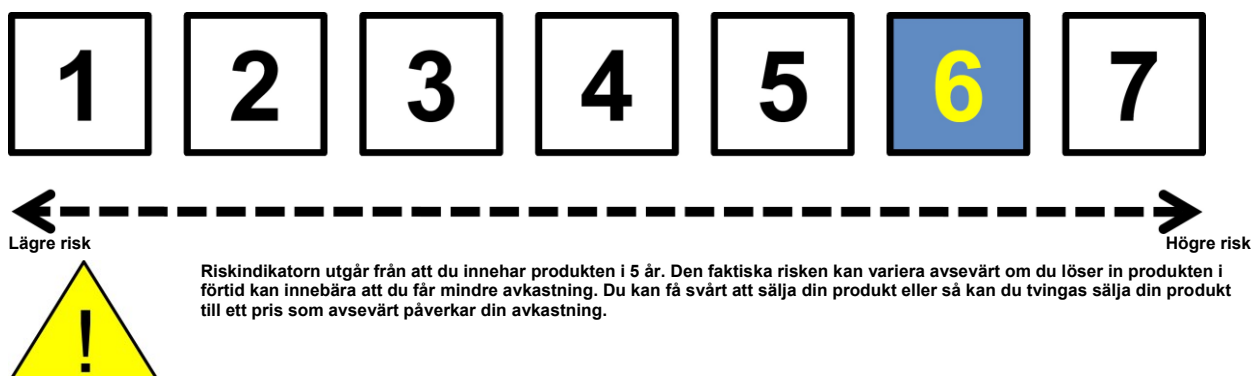 1 2 3 4 5 6 7
Lägre risk Högre risk
!
Riskindikatorn utgår från att du innehar produkten i 5 år. Den faktiska risken kan variera avsevärt om du löser in produkten i
förtid kan innebära att du får mindre avkastning. Du kan få svårt att sälja din produkt eller så kan du tvingas sälja din produkt
till ett pris som avsevärt påverkar din avkastning.